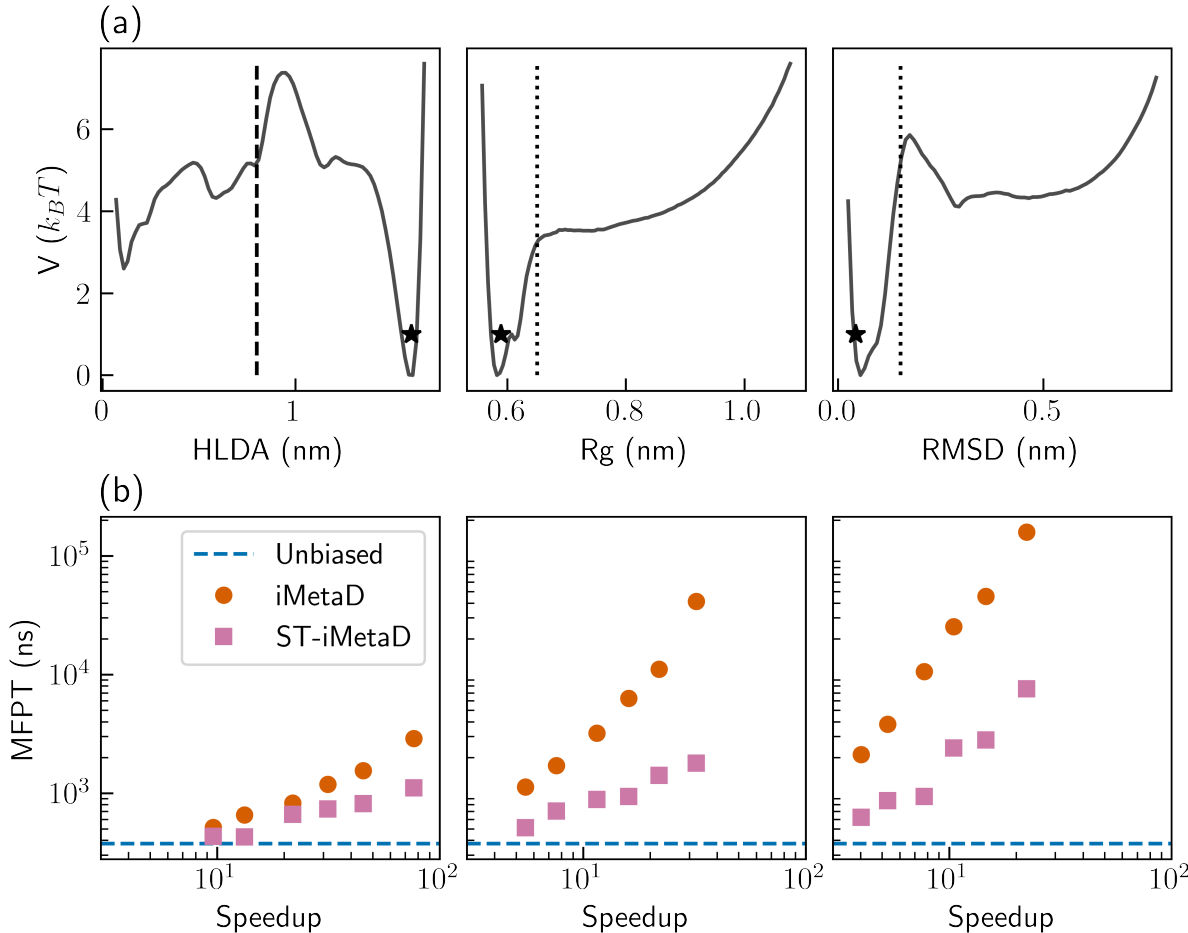 (a)
V (k_BT)
6
4
2
0
0 1
HLDA (nm)
0.6 0.8 1.0
Rg (nm)
0.0 0.5
RMSD (nm)
(b)
MFPT (ns)
10^5
10^4
10^3
Unbiased
iMetaD
ST-iMetaD
10^1 10^2
Speedup
10^1 10^2
Speedup
10^1 10^2
Speedup